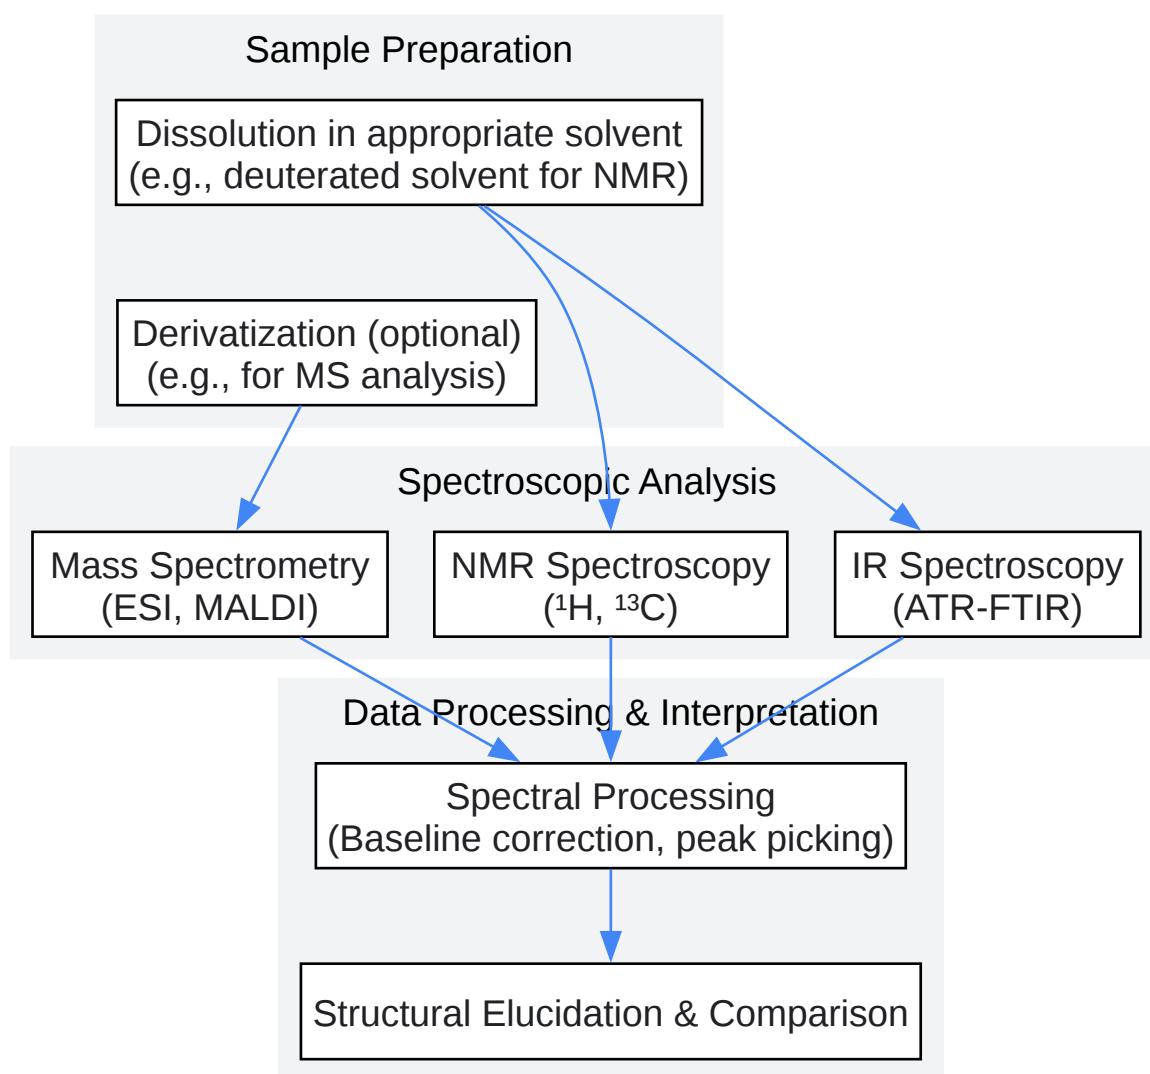 Sample Preparation
Dissolution in appropriate solvent
(e.g., deuterated solvent for NMR)
Derivatization (optional)
(e.g., for MS analysis)
Spectroscopic Analysis
Mass Spectrometry
(ESI, MALDI)
NMR Spectroscopy
(¹H, ¹³C)
IR Spectroscopy
(ATR-FTIR)
Data Processing & Interpretation
Spectral Processing
(Baseline correction, peak picking)
Structural Elucidation & Comparison